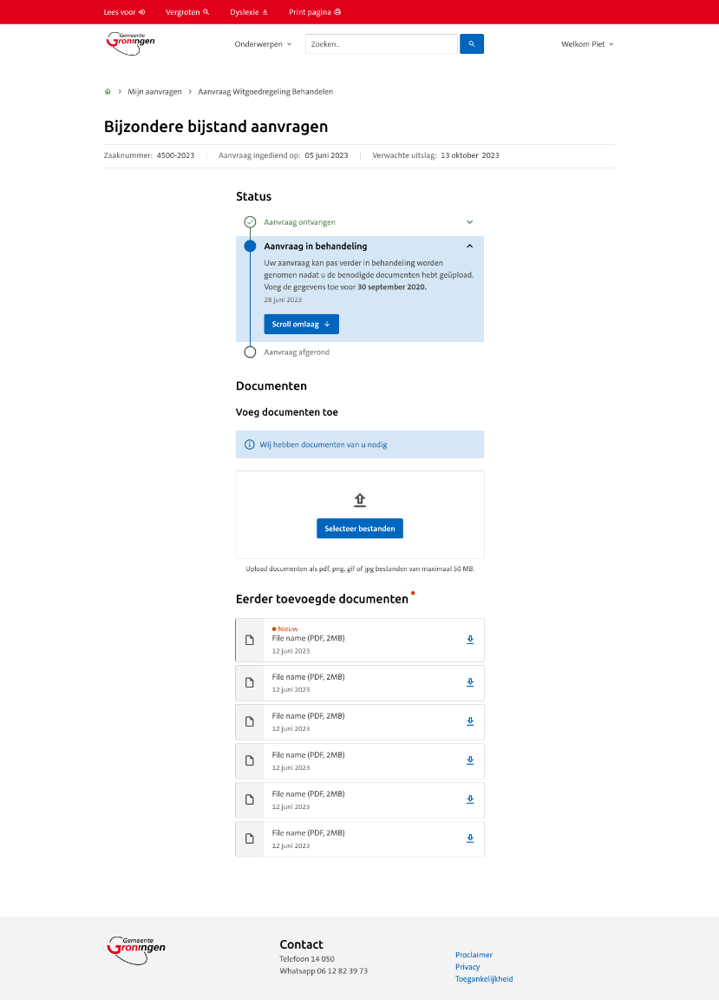 Lees voor
Vergroten
Dyslexie
Print pagina
Gemeente
Groningen
Onderwerpen
Zoeken..
Welkom Piet
Mijn aanvragen
Aanvraag Witgoedregeling Behandelen
Bijzondere bijstand aanvragen
Zaaknummer: 4500-2023
Aanvraag ingediend op: 05 juni 2023
Verwachte uitslag: 13 oktober 2023
Status
Aanvraag ontvangen
Aanvraag in behandeling
Uw aanvraag kan pas verder in behandeling worden
genomen nadat u de benodigde documenten hebt geüpload.
Voeg de gegevens toe voor 30 september 2020.
28 juni 2023
Scroll omlaag
Aanvraag afgerond
Documenten
Voeg documenten toe
Wij hebben documenten van u nodig
Selecteer bestanden
Upload documenten als pdf, png, gif of jpg bestanden van maximaal 50 MB.
Eerder toevoegde documenten
Nieuw
File name (PDF, 2MB)
12 juni 2023
File name (PDF, 2MB)
12 juni 2023
File name (PDF, 2MB)
12 juni 2023
File name (PDF, 2MB)
12 juni 2023
File name (PDF, 2MB)
12 juni 2023
File name (PDF, 2MB)
12 juni 2023
Gemeente
Groningen
Contact
Telefoon 14 050
Whatsapp 06 12 82 39 73
Proclaimer
Privacy
Toegankelijkheid